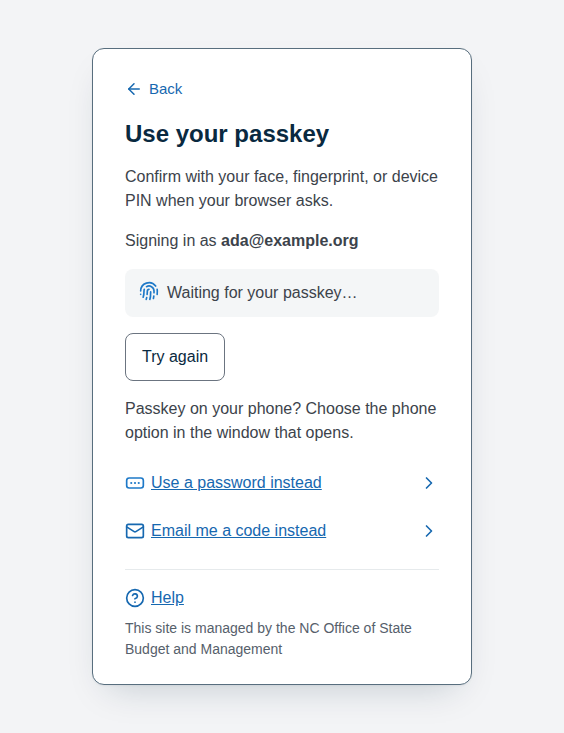 Back
Use your passkey
Confirm with your face, fingerprint, or device
PIN when your browser asks.
Signing in as ada@example.org
Waiting for your passkey…
Try again
Passkey on your phone? Choose the phone
option in the window that opens.
Use a password instead
Email me a code instead
Help
This site is managed by the NC Office of State
Budget and Management